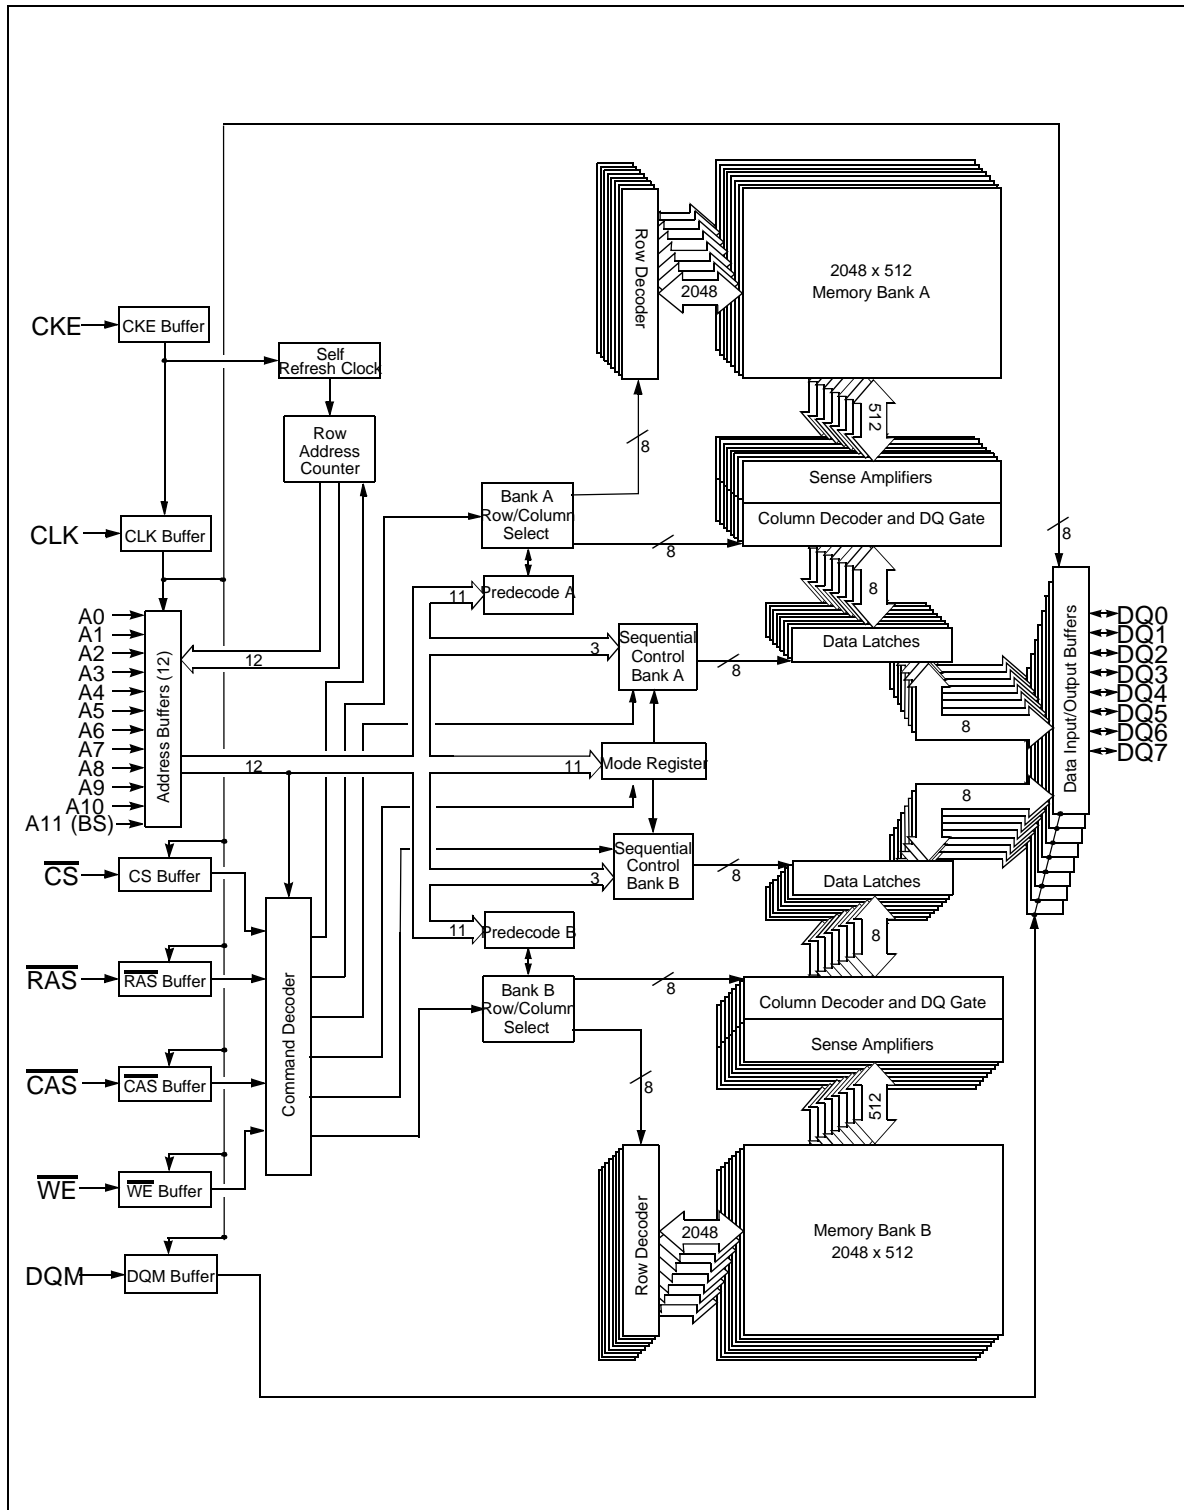 Row Decoder
2048
2048 x 512
Memory Bank A
CKE
CKE Buffer
Self
Refresh Clock
512
Row
Address
Counter
8
Sense Amplifiers
Bank A
Row/Column
Select
Column Decoder and DQ Gate
8
8
CLK
CLK Buffer
11
Predecode A
8
A0
A1
A2
A3
A4
A5
A6
A7
A8
A9
A10
A11 (BS)
Address Buffers (12)
12
12
3
Sequential
Control
Bank A
8
Data Latches
8
Data Input/Output Buffers
DQ0
DQ1
DQ2
DQ3
DQ4
DQ5
DQ6
DQ7
11
Mode Register
8
CS
CS Buffer
3
Sequential
Control
Bank B
8
Data Latches
11
Predecode B
8
RAS
RAS Buffer
Command Decoder
Bank B
Row/Column
Select
8
Column Decoder and DQ Gate
Sense Amplifiers
CAS
CAS Buffer
8
512
WE
WE Buffer
Row Decoder
2048
Memory Bank B
2048 x 512
DQM
DQM Buffer